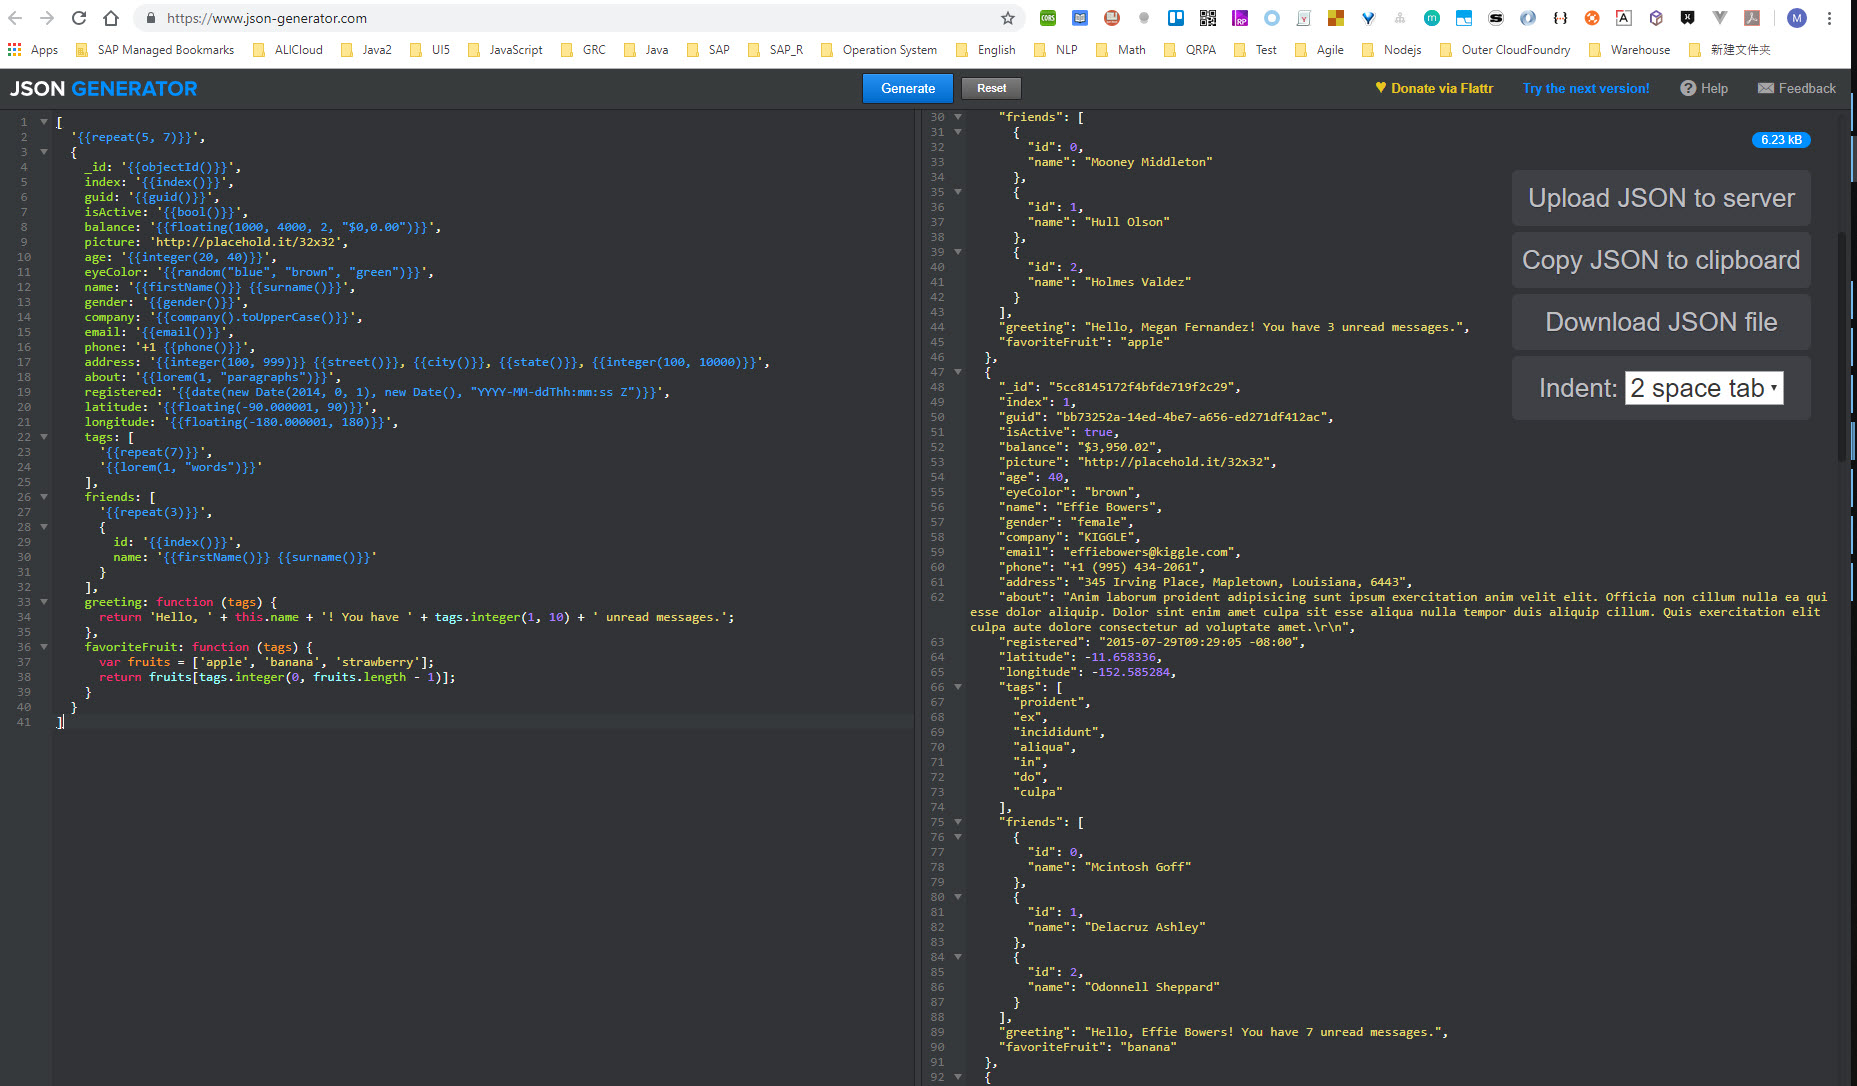 https://www.json-generator.com
Apps SAP Managed Bookmarks ALICloud Java2 UI5 JavaScript GRC Java SAP SAP_R Operation System English NLP Math QRPA Test Agile Nodejs Outer CloudFoundry Warehouse 新建文件夹
JSON GENERATOR Generate Reset Donate via Flattr Try the next version! Help Feedback
1 [
2 '{{repeat(5, 7)}}',
3 {
4 _id: '{{objectId()}}',
5 index: '{{index()}}',
6 guid: '{{guid()}}',
7 isActive: '{{bool()}}',
8 balance: '{{floating(1000, 4000, 2, "$0,0.00")}}',
9 picture: 'http://placehold.it/32x32',
10 age: '{{integer(20, 40)}}',
11 eyeColor: '{{random("blue", "brown", "green")}}',
12 name: '{{firstName()}} {{surname()}}',
13 gender: '{{gender()}}',
14 company: '{{company().toUpperCase()}}',
15 email: '{{email()}}',
16 phone: '+1 {{phone()}}',
17 address: '{{integer(100, 999)}} {{street()}}, {{city()}}, {{state()}}, {{integer(100, 10000)}}',
18 about: '{{lorem(1, "paragraphs")}}',
19 registered: '{{date(new Date(2014, 0, 1), new Date(), "YYYY-MM-ddThh:mm:ss Z")}}',
20 latitude: '{{floating(-90.000001, 90)}}',
21 longitude: '{{floating(-180.000001, 180)}}',
22 tags: [
23 '{{repeat(7)}}',
24 '{{lorem(1, "words")}}'
25 ],
26 friends: [
27 '{{repeat(3)}}',
28 {
29 id: '{{index()}}',
30 name: '{{firstName()}} {{surname()}}'
31 }
32 ],
33 greeting: function (tags) {
34 return 'Hello, ' + this.name + '! You have ' + tags.integer(1, 10) + ' unread messages.';
35 },
36 favoriteFruit: function (tags) {
37 var fruits = ['apple', 'banana', 'strawberry'];
38 return fruits[tags.integer(0, fruits.length - 1)];
39 }
40 }
41 ]
30 "friends": [
31 {
32 "id": 0,
33 "name": "Mooney Middleton"
34 },
35 {
36 "id": 1,
37 "name": "Hull Olson"
38 },
39 {
40 "id": 2,
41 "name": "Holmes Valdez"
42 }
43 ],
44 "greeting": "Hello, Megan Fernandez! You have 3 unread messages.",
45 "favoriteFruit": "apple"
46 },
47 {
48 "_id": "5cc8145172f4bfde719f2c29",
49 "index": 1,
50 "guid": "bb73252a-14ed-4be7-a656-ed271df412ac",
51 "isActive": true,
52 "balance": "$3,950.02",
53 "picture": "http://placehold.it/32x32",
54 "age": 40,
55 "eyeColor": "brown",
56 "name": "Effie Bowers",
57 "gender": "female",
58 "company": "KIGGLE",
59 "email": "effiebowers@kiggle.com",
60 "phone": "+1 (995) 434-2061",
61 "address": "345 Irving Place, Mapletown, Louisiana, 6443",
62 "about": "Anim laborum proident adipisicing sunt ipsum exercitation anim velit elit. Officia non cillum nulla ea qui
esse dolor aliquip. Dolor sint enim amet culpa sit esse aliqua nulla tempor duis aliquip cillum. Quis exercitation elit
culpa aute dolore consectetur ad voluptate amet.\r\n",
63 "registered": "2015-07-29T09:29:05 -08:00",
64 "latitude": -11.658336,
65 "longitude": -152.585284,
66 "tags": [
67 "proident",
68 "ex",
69 "incididunt",
70 "aliqua",
71 "in",
72 "do",
73 "culpa"
74 ],
75 "friends": [
76 {
77 "id": 0,
78 "name": "Mcintosh Goff"
79 },
80 {
81 "id": 1,
82 "name": "Delacruz Ashley"
83 },
84 {
85 "id": 2,
86 "name": "Odonnell Sheppard"
87 }
88 ],
89 "greeting": "Hello, Effie Bowers! You have 7 unread messages.",
90 "favoriteFruit": "banana"
91 },
92 {
6.23 kB
Upload JSON to server
Copy JSON to clipboard
Download JSON file
Indent: 2 space tab